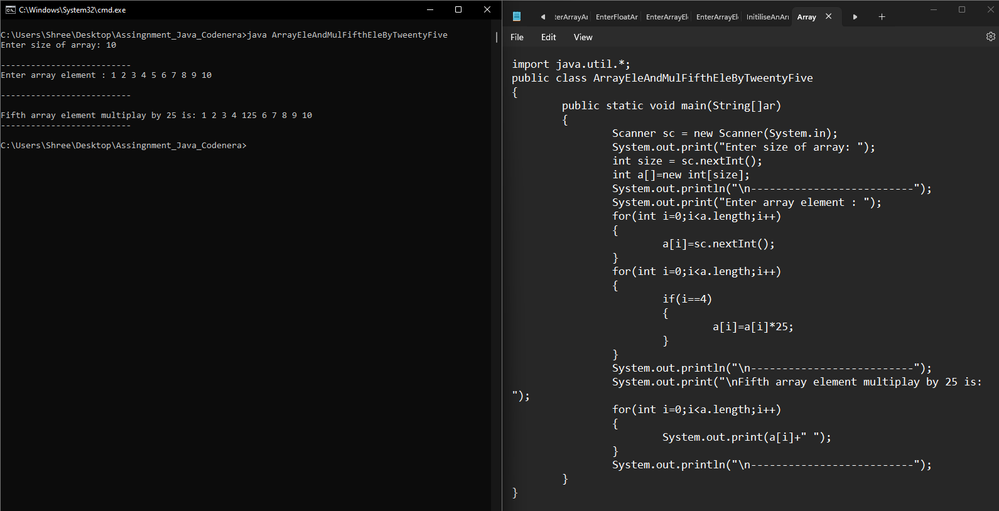 C:\Windows\System32\cmd.exe
C:\Users\Shree\Desktop\Assingnment_Java_Codenera>java ArrayEleAndMulFifthEleByTweentyFive
Enter size of array: 10
--------------------------
Enter array element : 1 2 3 4 5 6 7 8 9 10
--------------------------
Fifth array element multiplay by 25 is: 1 2 3 4 125 6 7 8 9 10
--------------------------
C:\Users\Shree\Desktop\Assingnment_Java_Codenera>
terArrayAr EnterFloatAr EnterArrayEl EnterArrayEl InitiliseAnArr Array
File Edit View
import java.util.*;
public class ArrayEleAndMulFifthEleByTweentyFive
{
public static void main(String[]ar)
{
Scanner sc = new Scanner(System.in);
System.out.print("Enter size of array: ");
int size = sc.nextInt();
int a[]=new int[size];
System.out.println("\n--------------------------");
System.out.print("Enter array element : ");
for(int i=0;i<a.length;i++)
{
a[i]=sc.nextInt();
}
for(int i=0;i<a.length;i++)
{
if(i==4)
{
a[i]=a[i]*25;
}
}
System.out.println("\n--------------------------");
System.out.print("\nFifth array element multiplay by 25 is:
");
for(int i=0;i<a.length;i++)
{
System.out.print(a[i]+" ");
}
System.out.println("\n--------------------------");
}
}